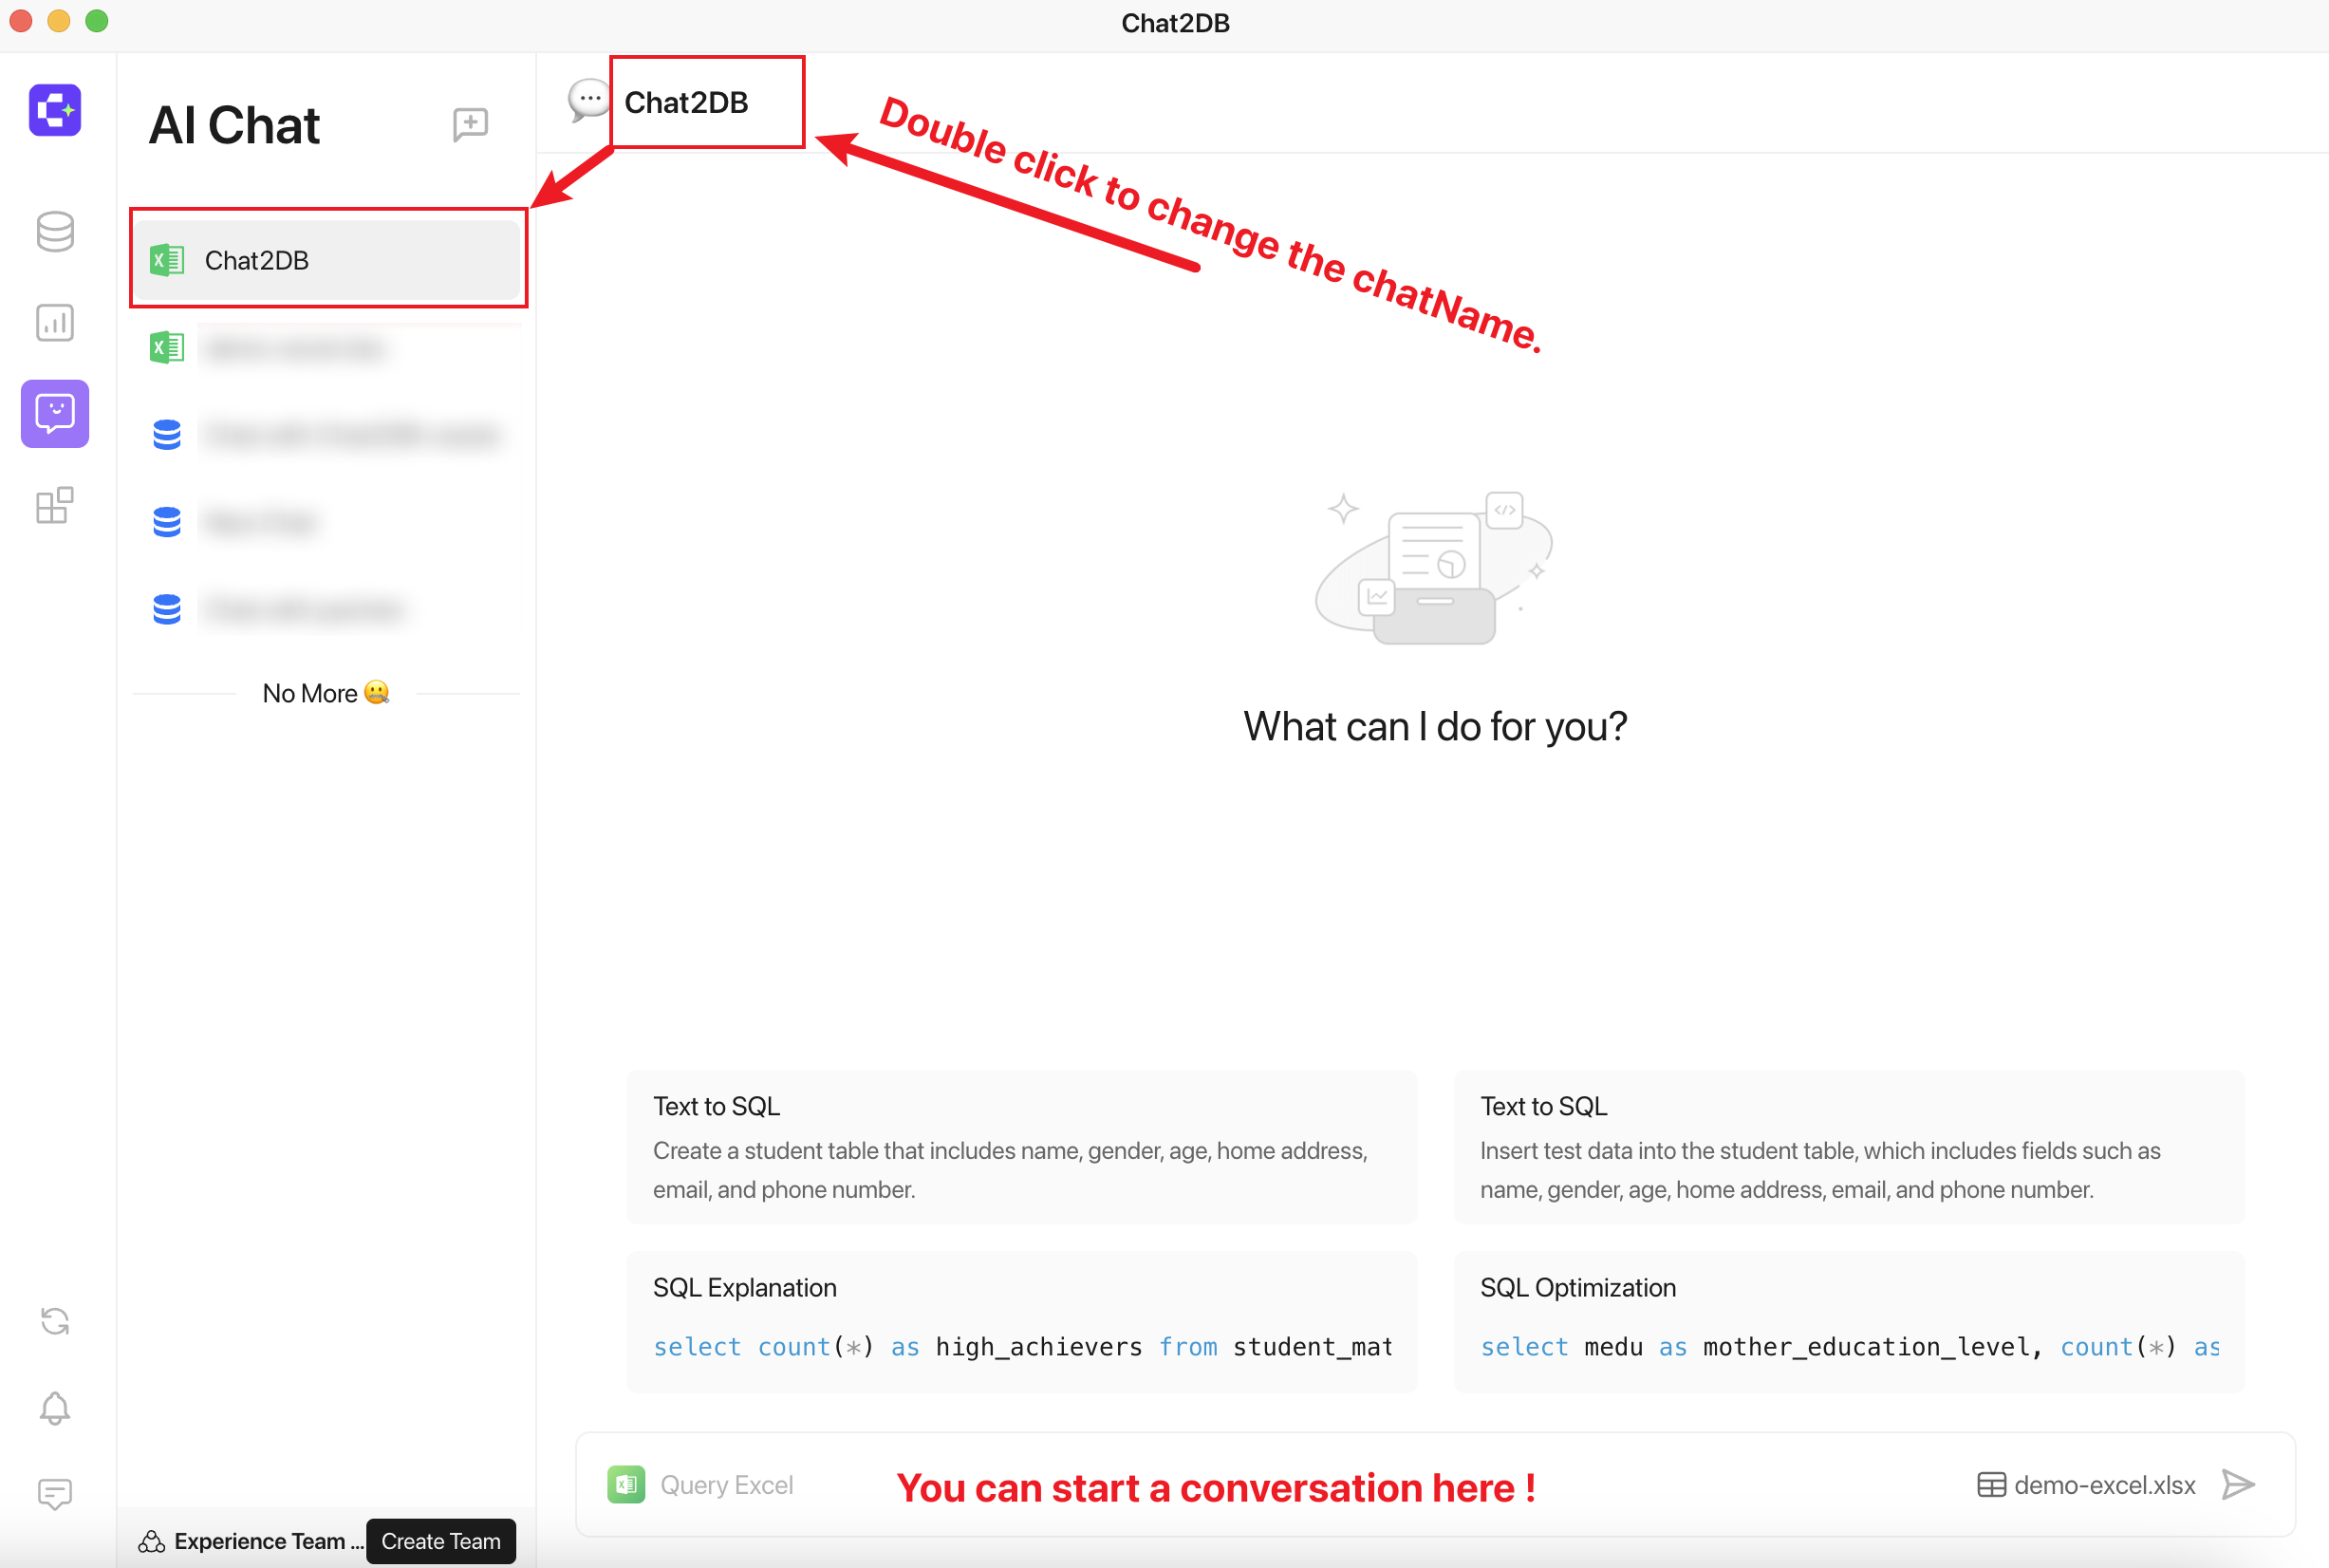 Chat2DB
AI Chat
Chat2DB
Chat2DB
Double click to change the chatName.
No More
What can I do for you?
Text to SQL
Create a student table that includes name, gender, age, home address,
email, and phone number.
Text to SQL
Insert test data into the student table, which includes fields such as
name, gender, age, home address, email, and phone number.
SQL Explanation
select count(*) as high_achievers from student_mat
SQL Optimization
select medu as mother_education_level, count(*) as
Query Excel
You can start a conversation here !
demo-excel.xlsx
Experience Team ...
Create Team